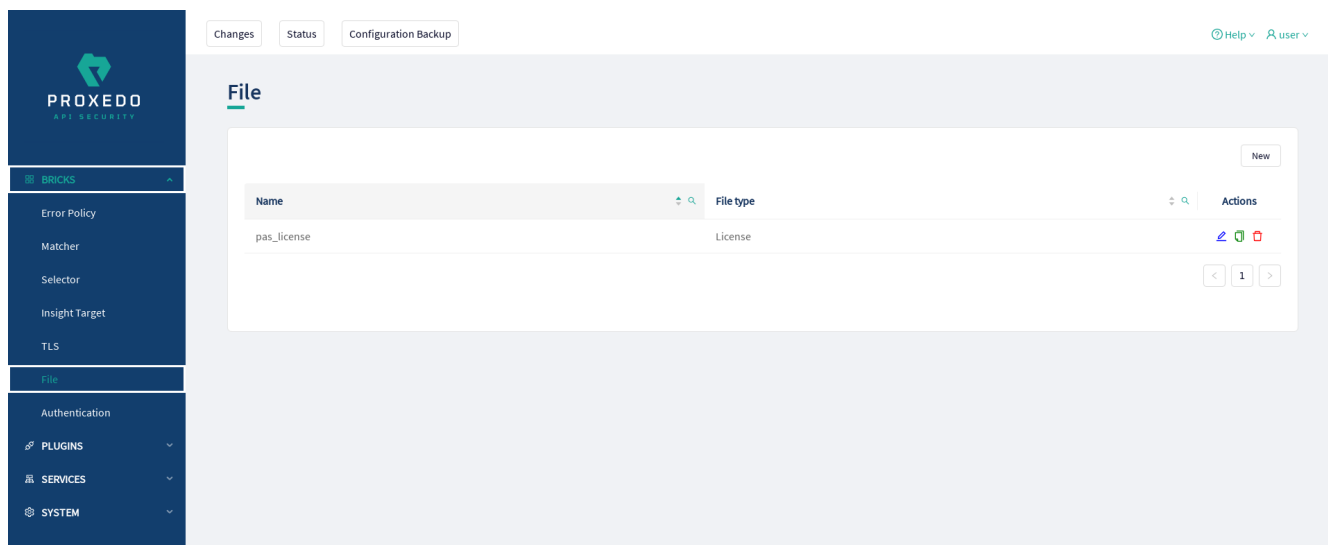 PROXEDO
API SECURITY
BRICKS
Error Policy
Matcher
Selector
Insight Target
TLS
File
Authentication
PLUGINS
SERVICES
SYSTEM
Changes Status Configuration Backup Help user
File
New
Name File type Actions
pas_license License
1